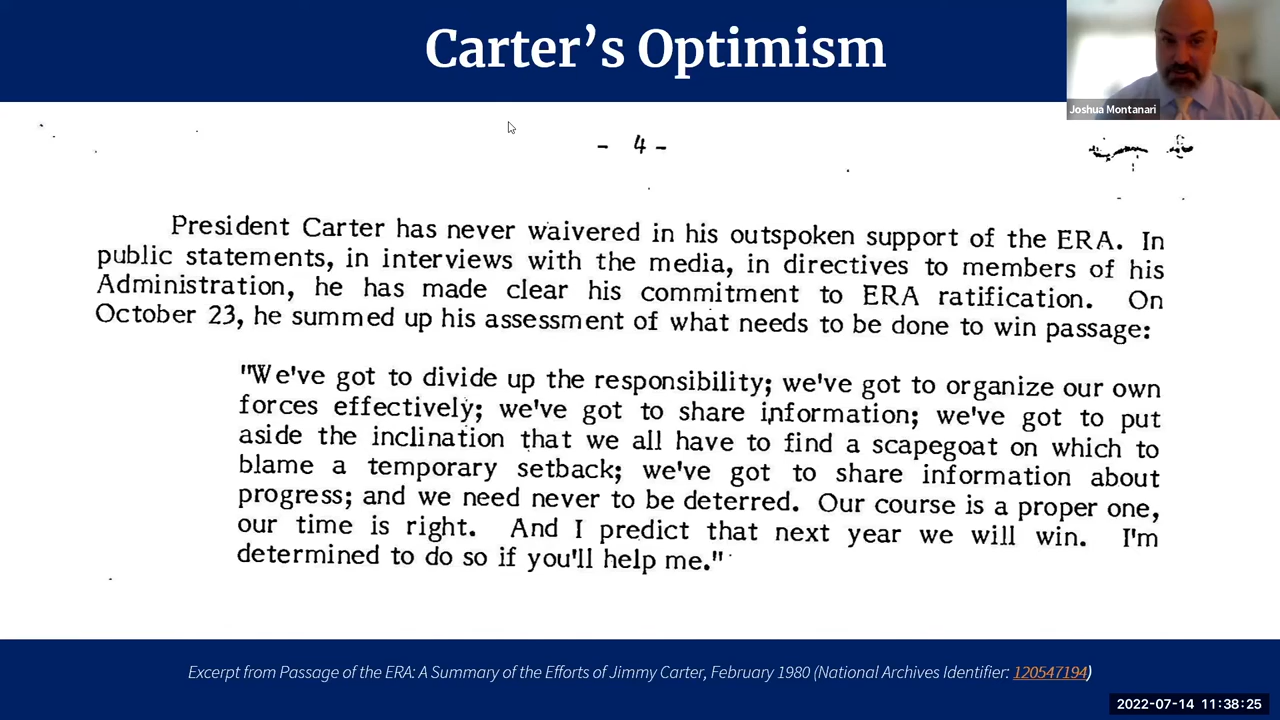 Carter's Optimism
Joshua Montanari
- 4 -
President Carter has never waivered in his outspoken support of the ERA. In
public statements, in interviews with the media, in directives to members of his
Administration, he has made clear his commitment to ERA ratification. On
October 23, he summed up his assessment of what needs to be done to win passage:
"We've got to divide up the responsibility; we've got to organize our own
forces effectively; we've got to share information; we've got to put
aside the inclination that we all have to find a scapegoat on which to
blame a temporary setback; we've got to share information about
progress; and we need never to be deterred. Our course is a proper one,
our time is right. And I predict that next year we will win. I'm
determined to do so if you'll help me."
Excerpt from Passage of the ERA: A Summary of the Efforts of Jimmy Carter, February 1980 (National Archives Identifier: 120547194)
2022-07-14 11:38:25